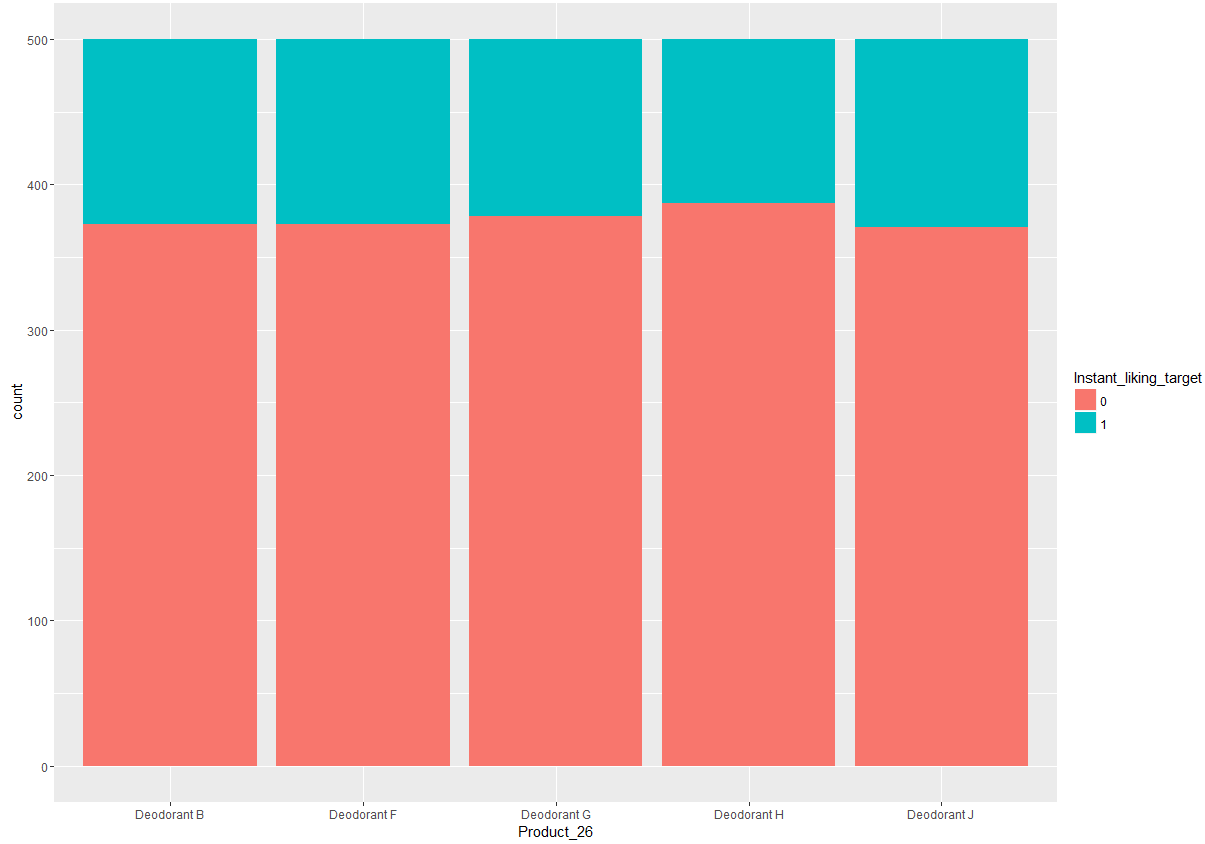 500
400
300
200
100
0
count
Deodorant B
Deodorant F
Deodorant G
Deodorant H
Deodorant J
Product_26
Instant_liking_target
0
1